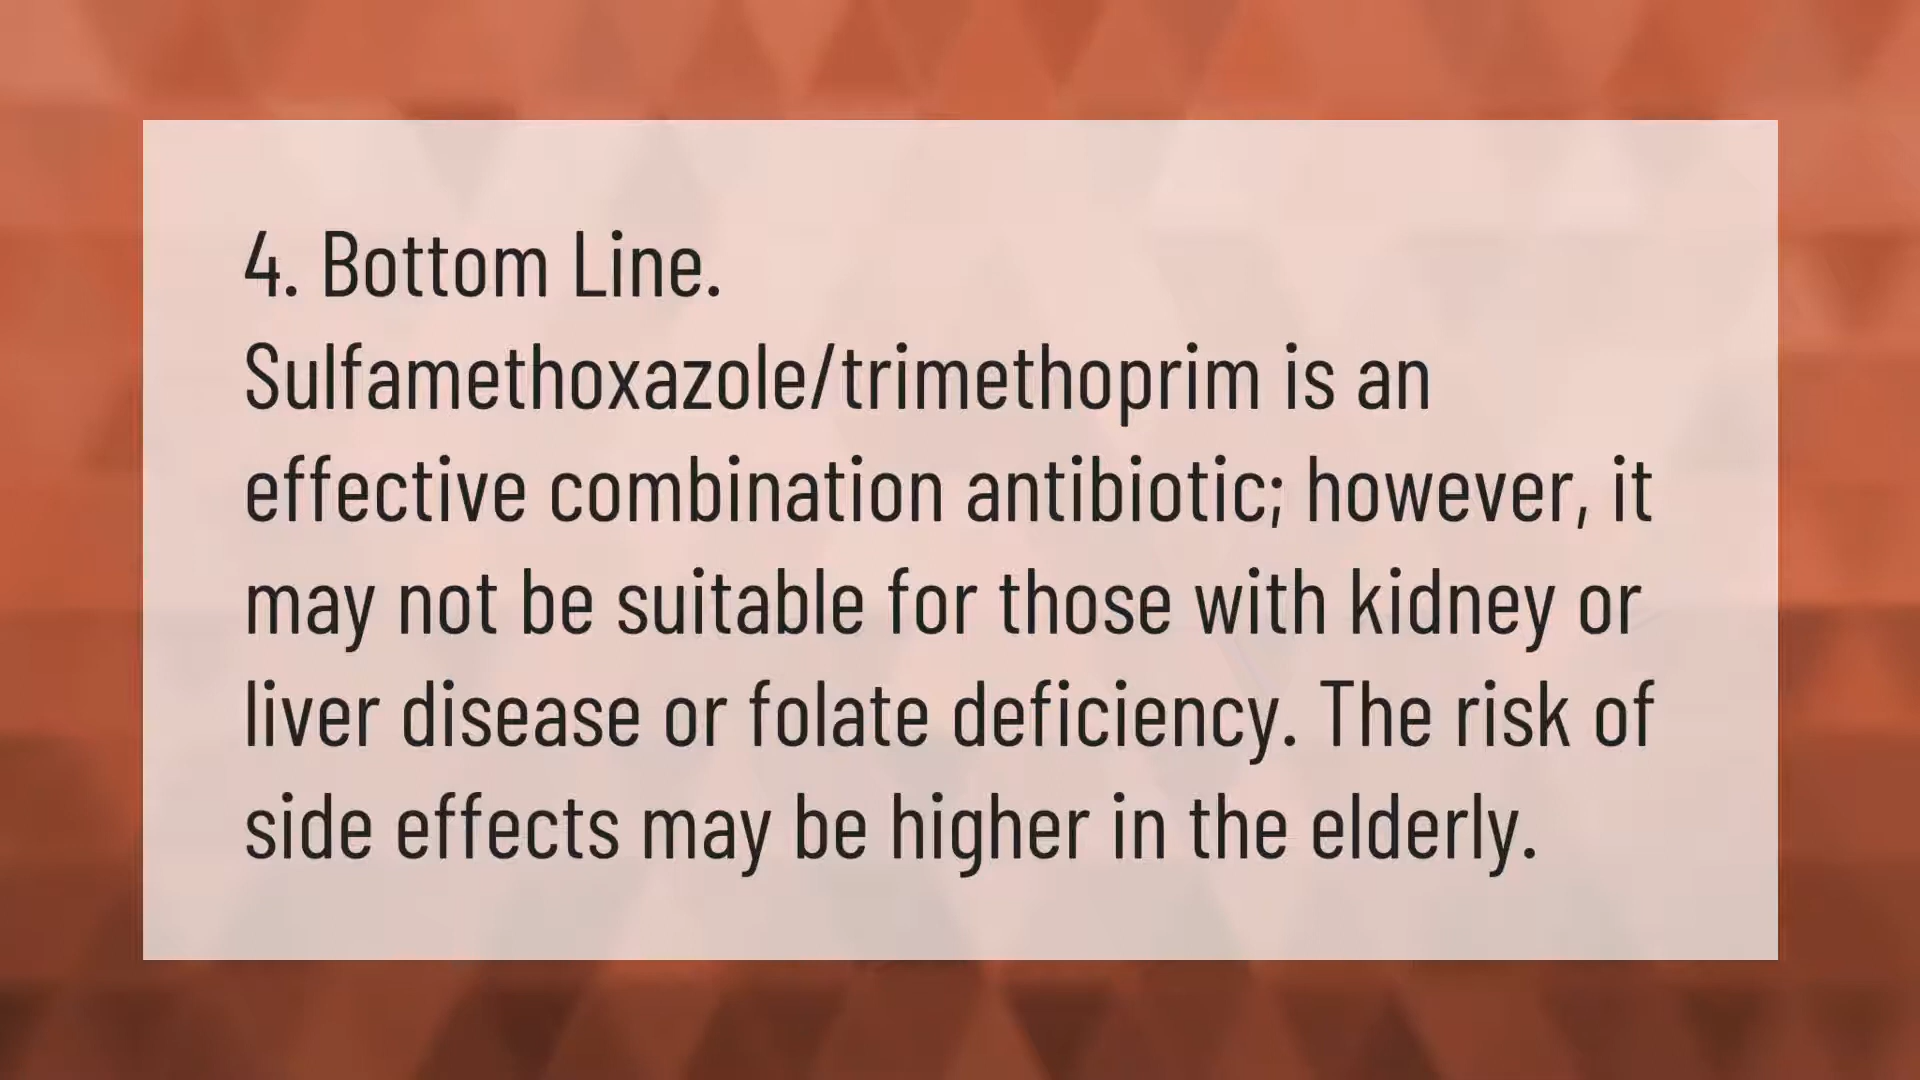 4. Bottom Line.
Sulfamethoxazole/trimethoprim is an
effective combination antibiotic; however, it
may not be suitable for those with kidney or
liver disease or folate deficiency. The risk of
side effects may be higher in the elderly.